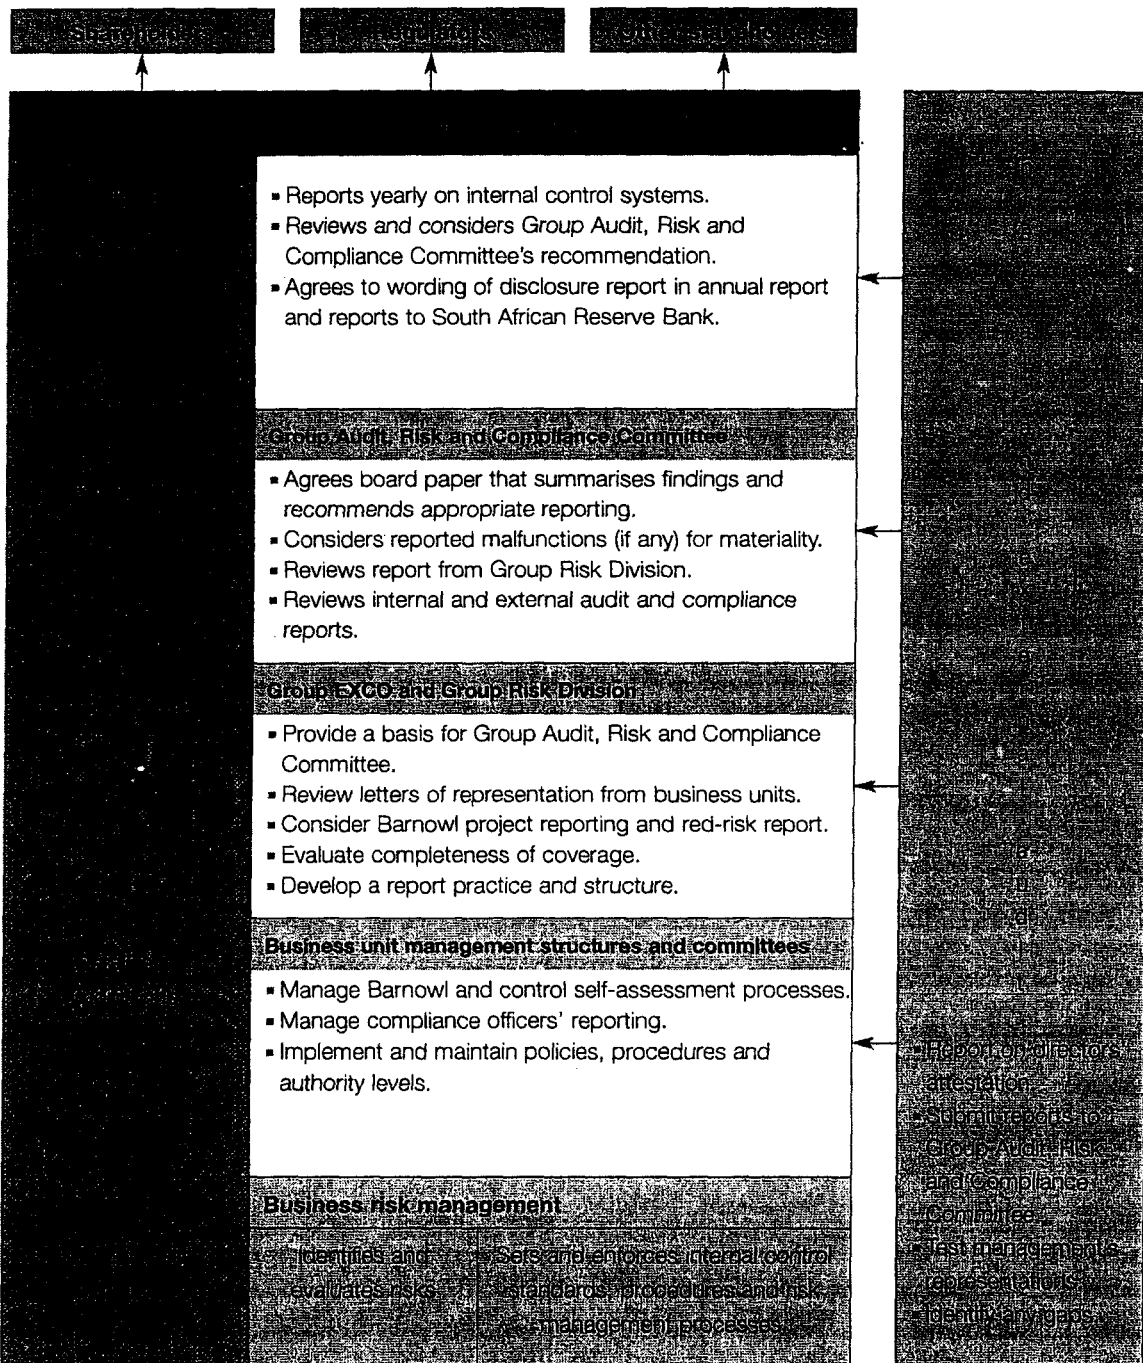 Shareholders
Regulators
Other stakeholders
▪ Reports yearly on internal control systems.
▪ Reviews and considers Group Audit, Risk and
Compliance Committee's recommendation.
▪ Agrees to wording of disclosure report in annual report
and reports to South African Reserve Bank.
Group Audit, Risk and Compliance Committee
▪ Agrees board paper that summarises findings and
recommends appropriate reporting.
▪ Considers reported malfunctions (if any) for materiality.
▪ Reviews report from Group Risk Division.
▪ Reviews internal and external audit and compliance
reports.
Group EXCO and Group Risk Division
▪ Provide a basis for Group Audit, Risk and Compliance
Committee.
▪ Review letters of representation from business units.
▪ Consider Barnowl project reporting and red-risk report.
▪ Evaluate completeness of coverage.
▪ Develop a report practice and structure.
Business unit management structures and committees
▪ Manage Barnowl and control self-assessment processes.
▪ Manage compliance officers' reporting.
▪ Implement and maintain policies, procedures and
authority levels.
Business risk management
Identifies and
evaluates risks
Sets and enforces internal control
standards, procedures and risk
management processes
▪ Report on directors'
attestation.
▪ Submit reports to
Group Audit, Risk
and Compliance
Committee.
▪ Test management's
representations.
▪ Identify any gaps.